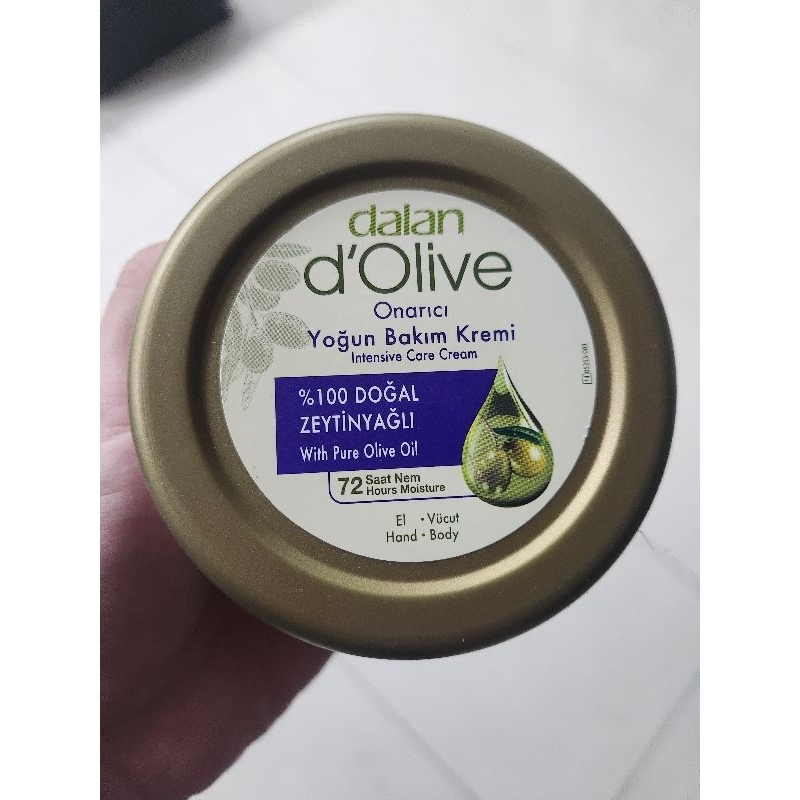 dalan
d'Olive
Onarıcı
Yoğun Bakım Kremi
Intensive Care Cream
%100 DOĞAL
ZEYTİNYAĞLI
With Pure Olive Oil
72 Saat Nem
Hours Moisture
El • Vücut
Hand • Body